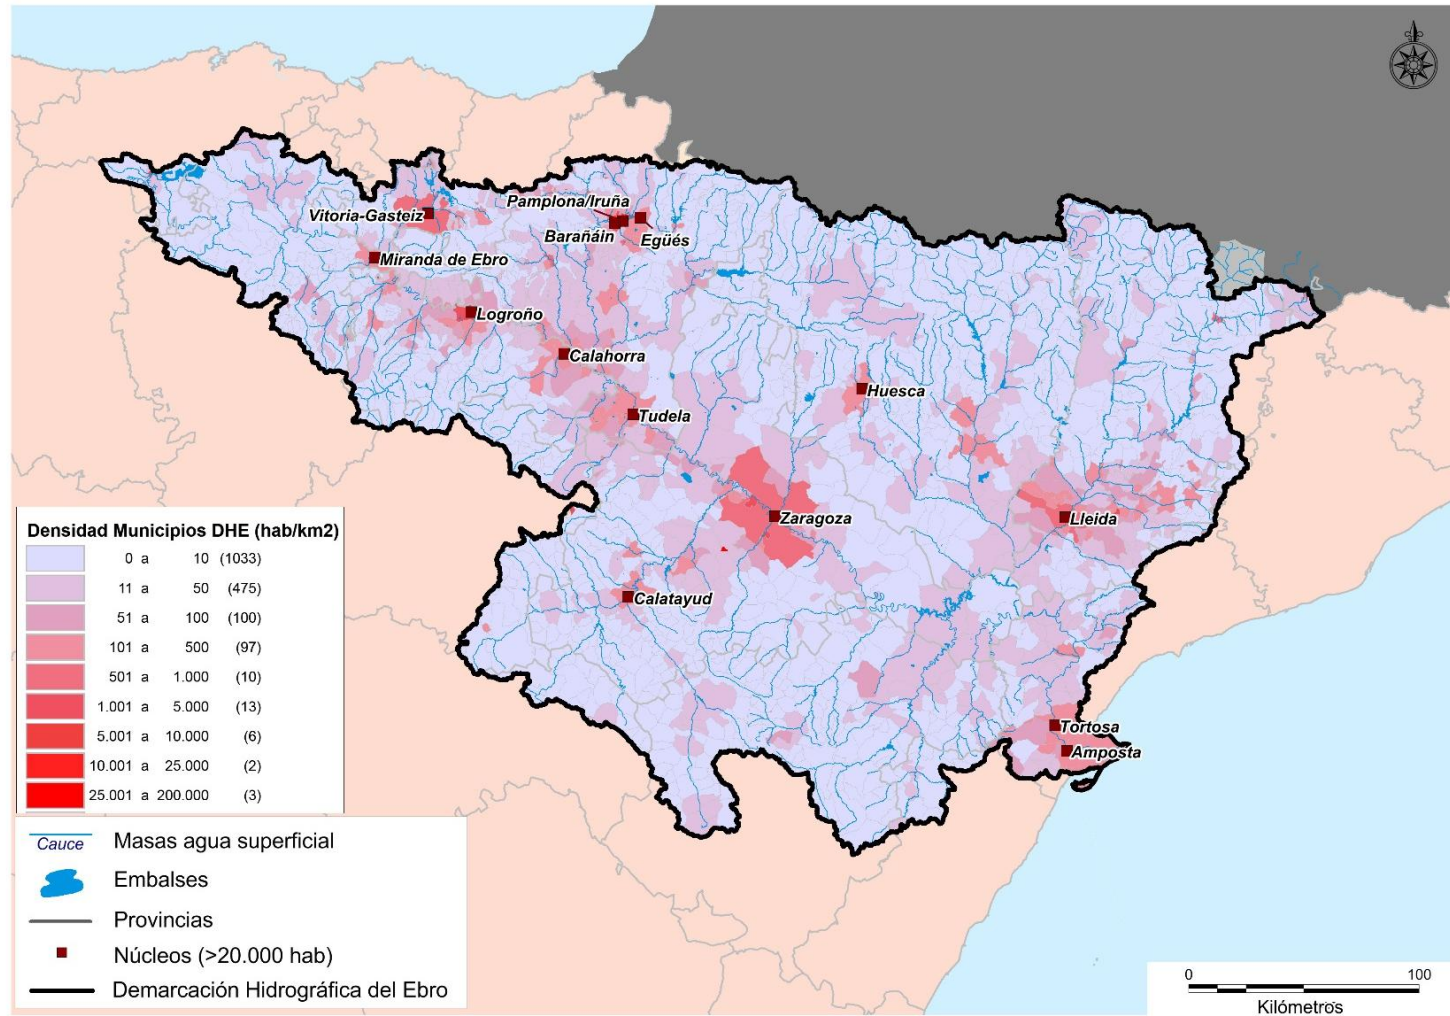 Pamplona/Iruña
Vitoria-Gasteiz
Barañáin
Egüés
Miranda de Ebro
Logroño
Calahorra
Huesca
Tudela
Zaragoza
Lleida
Calatayud
Tortosa
Amposta
Densidad Municipios DHE (hab/km2)
0 a 10 (1033)
11 a 50 (475)
51 a 100 (100)
101 a 500 (97)
501 a 1.000 (10)
1.001 a 5.000 (13)
5.001 a 10.000 (6)
10.001 a 25.000 (2)
25.001 a 200.000 (3)
Cauce Masas agua superficial
Embalses
Provincias
Núcleos (>20.000 hab)
Demarcación Hidrográfica del Ebro
0 100
Kilómetros